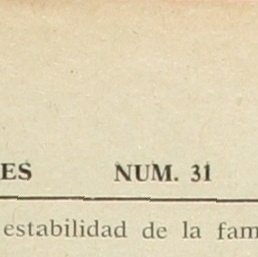 ES NUM. 31
estabilidad de la fam